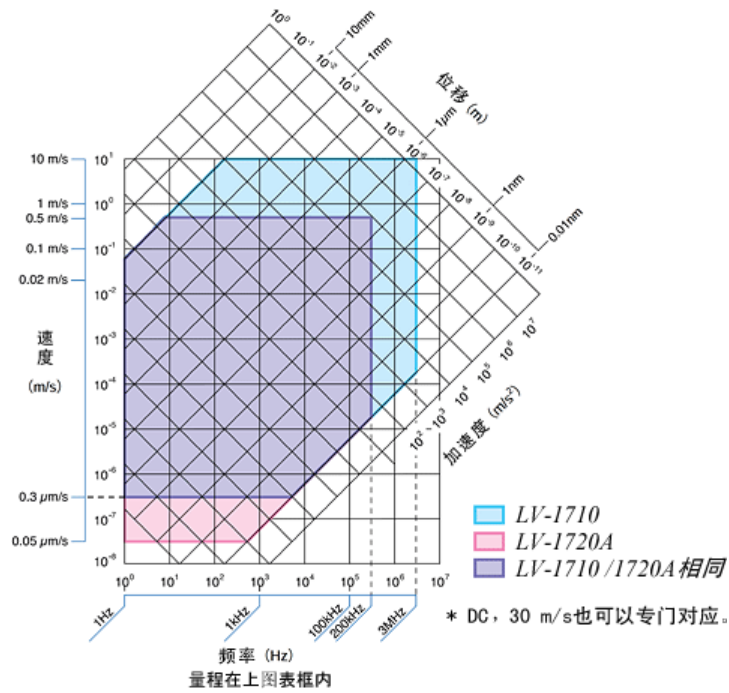 10⁰
10⁻¹
10⁻²
10⁻³
10⁻⁴
10⁻⁵
10⁻⁶
10⁻⁷
10⁻⁸
10⁻⁹
10⁻¹⁰
10⁻¹¹
10mm
1mm
1μm
1nm
0.01nm
位移(m)
10 m/s
1 m/s
0.5 m/s
0.1 m/s
0.02 m/s
0.3 μm/s
0.05 μm/s
速度
(m/s)
10¹
10⁰
10⁻¹
10⁻²
10⁻³
10⁻⁴
10⁻⁵
10⁻⁶
10⁻⁷
10⁻⁸
10⁷
10⁶
10⁵
10⁴
10³
10²
加速度(m/s²)
10⁰ 10¹ 10² 10³ 10⁴ 10⁵ 10⁶ 10⁷
1Hz 1kHz 100kHz 200kHz 3MHz
频率 (Hz)
量程在上图表框内
LV-1710
LV-1720A
LV-1710 /1720A相同
* DC，30 m/s也可以专门对应。